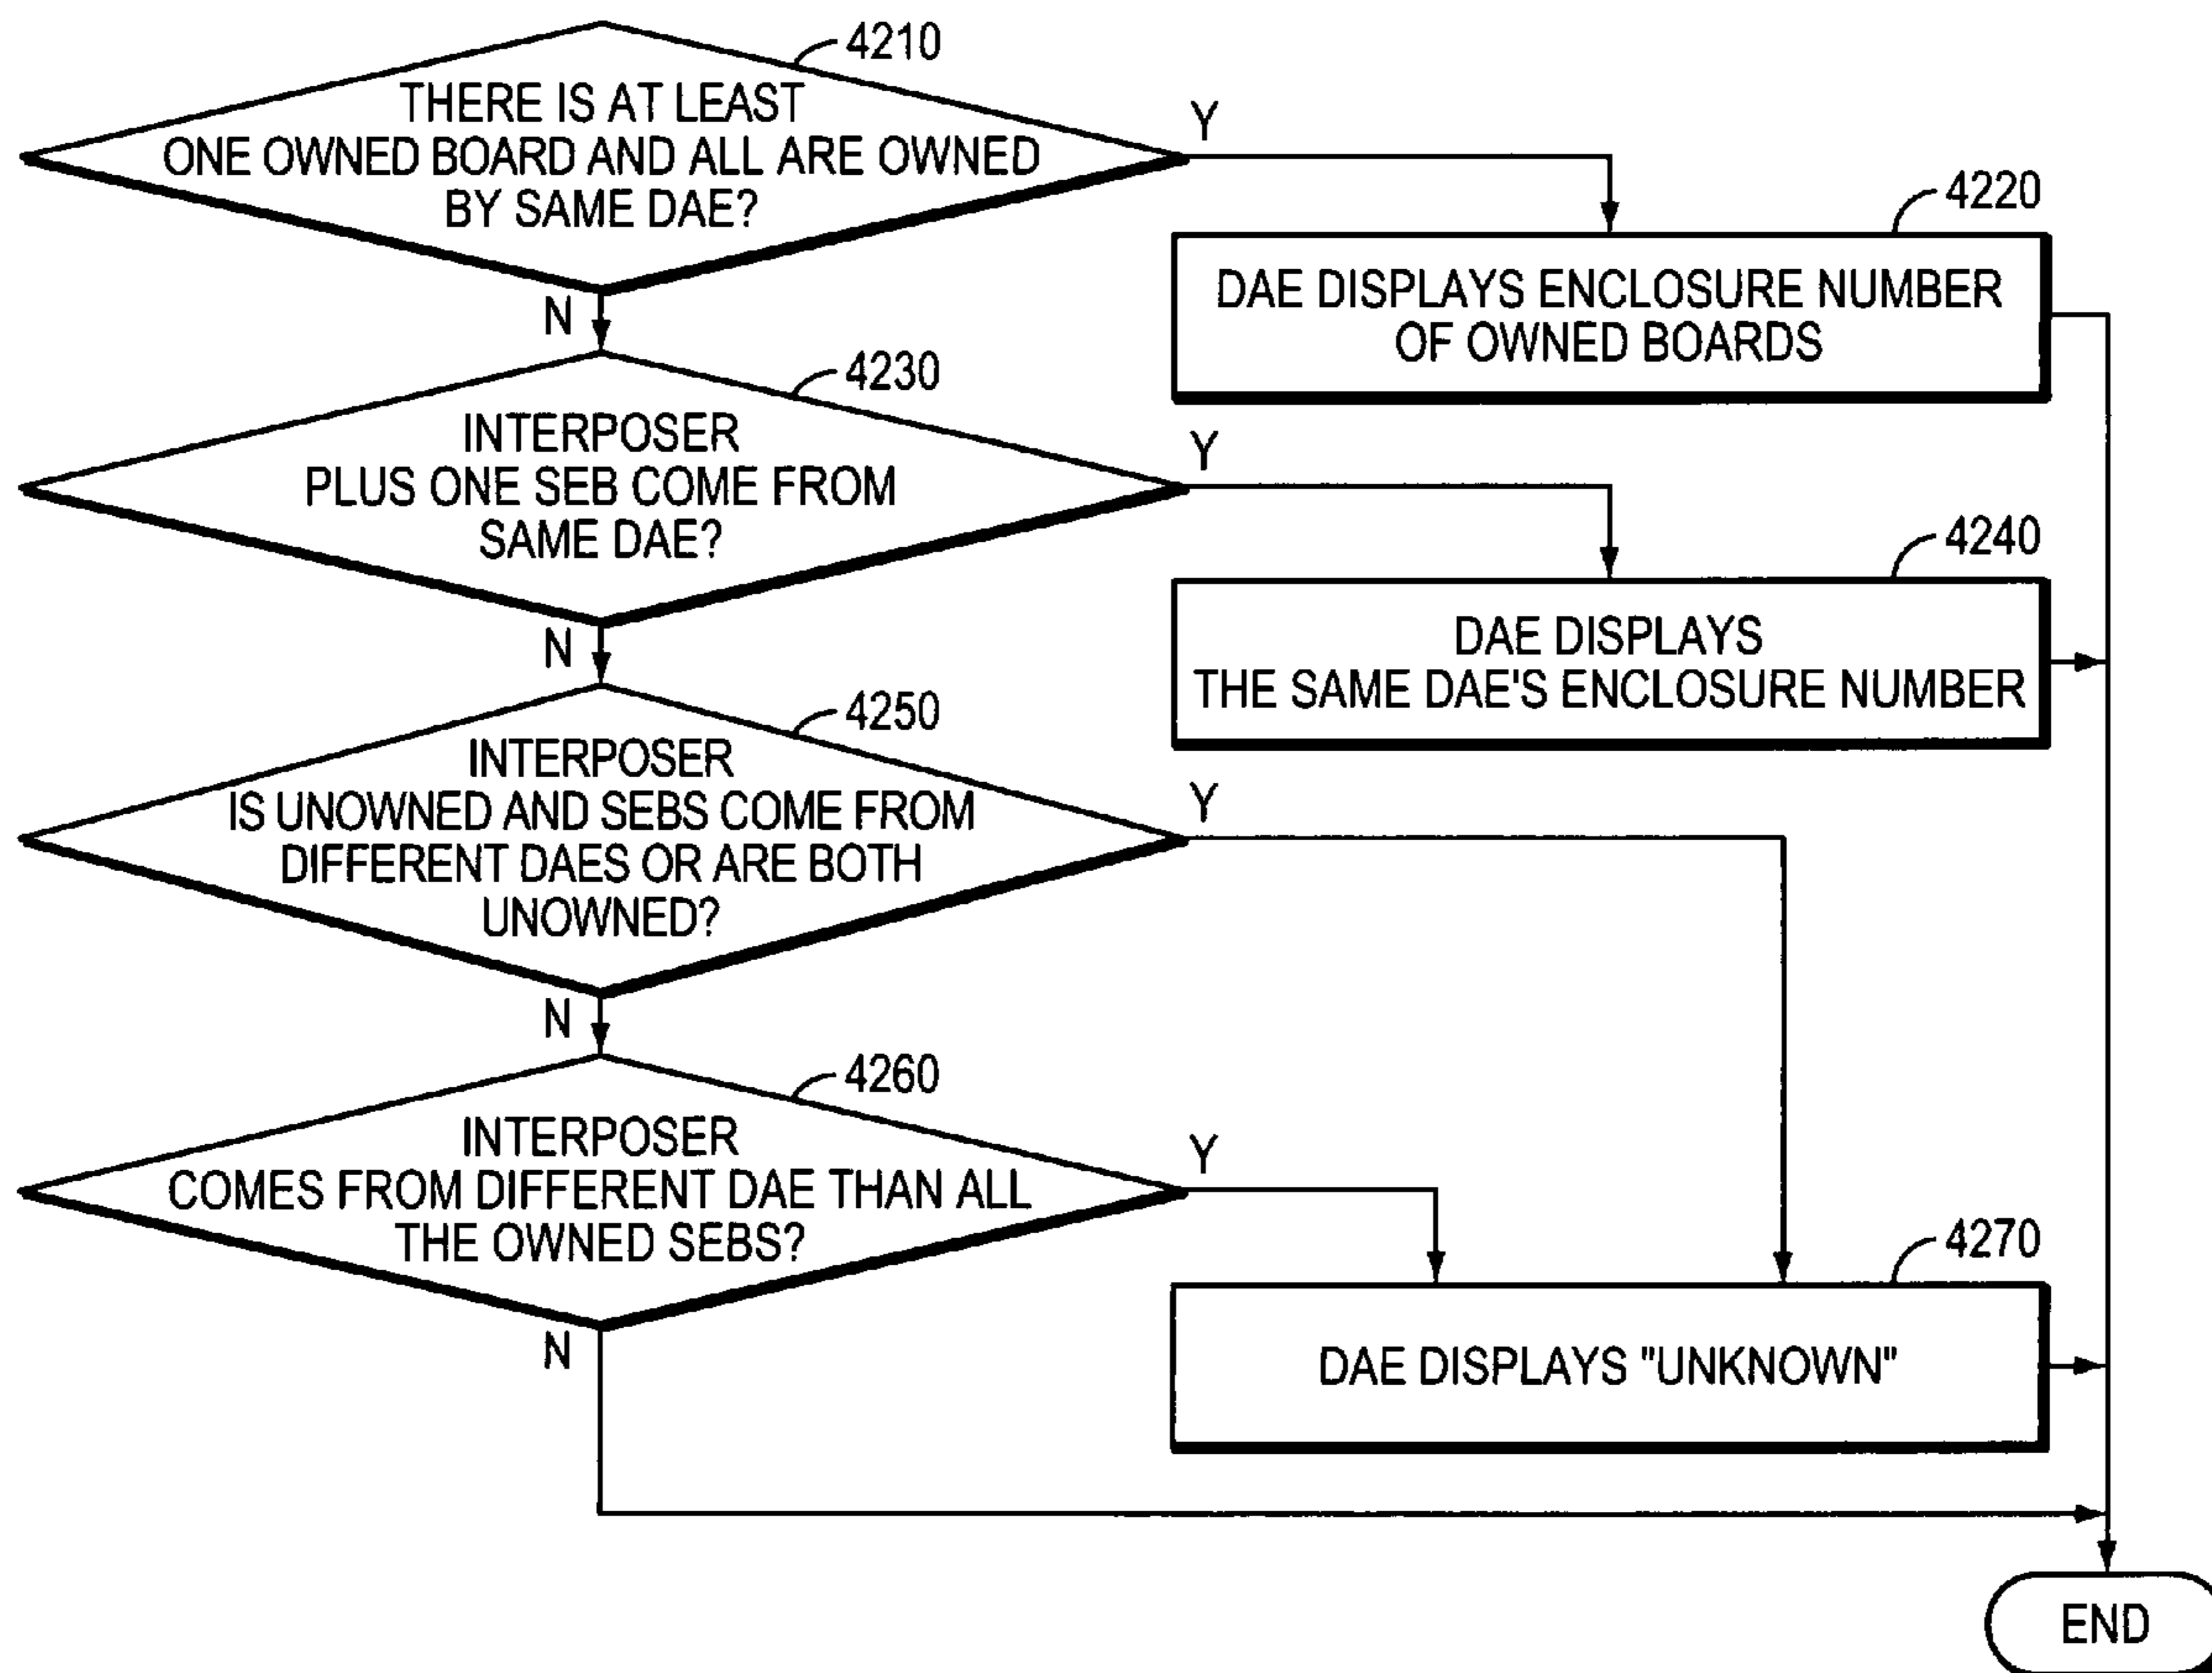 4210
THERE IS AT LEAST
ONE OWNED BOARD AND ALL ARE OWNED
BY SAME DAE?
Y
N
4220
DAE DISPLAYS ENCLOSURE NUMBER
OF OWNED BOARDS
4230
INTERPOSER
PLUS ONE SEB COME FROM
SAME DAE?
Y
N
4240
DAE DISPLAYS
THE SAME DAE'S ENCLOSURE NUMBER
4250
INTERPOSER
IS UNOWNED AND SEBS COME FROM
DIFFERENT DAES OR ARE BOTH
UNOWNED?
Y
N
4260
INTERPOSER
COMES FROM DIFFERENT DAE THAN ALL
THE OWNED SEBS?
Y
N
4270
DAE DISPLAYS "UNKNOWN"
END